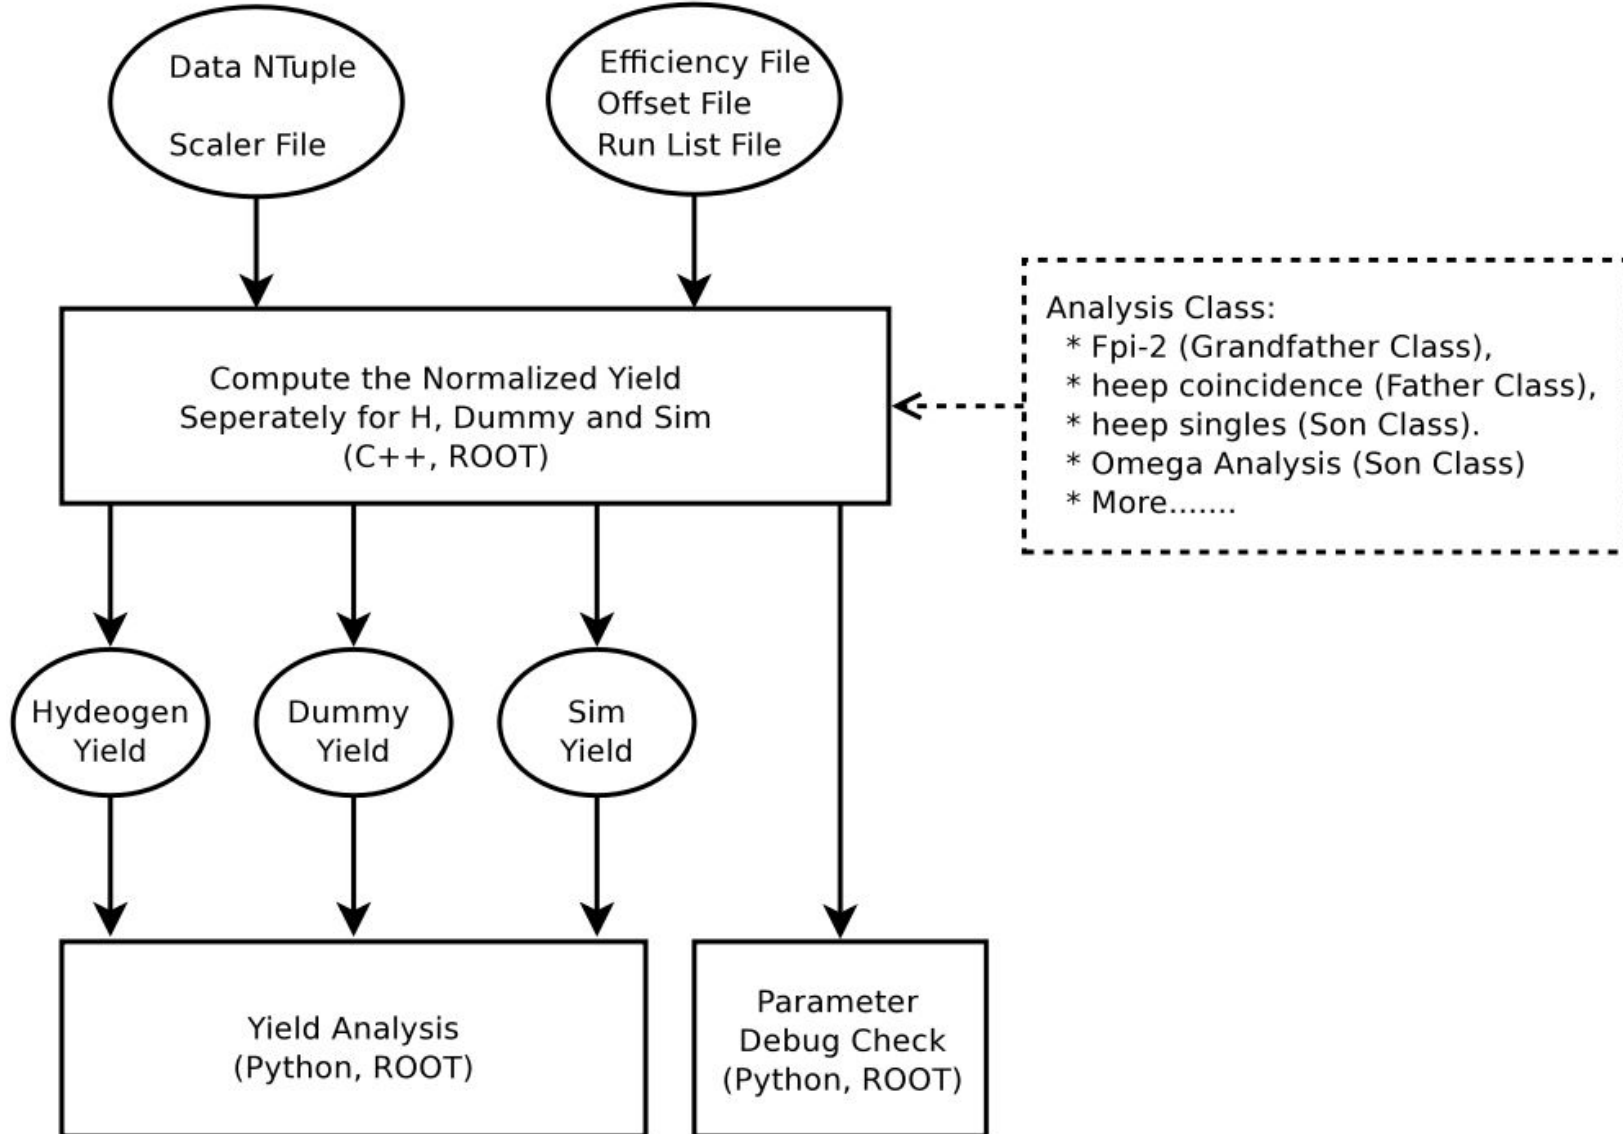 Data NTuple
Scaler File
Efficiency File
Offset File
Run List File
Compute the Normalized Yield
Seperately for H, Dummy and Sim
(C++, ROOT)
Analysis Class:
* Fpi-2 (Grandfather Class),
* heep coincidence (Father Class),
* heep singles (Son Class).
* Omega Analysis (Son Class)
* More.......
Hydeogen
Yield
Dummy
Yield
Sim
Yield
Yield Analysis
(Python, ROOT)
Parameter
Debug Check
(Python, ROOT)